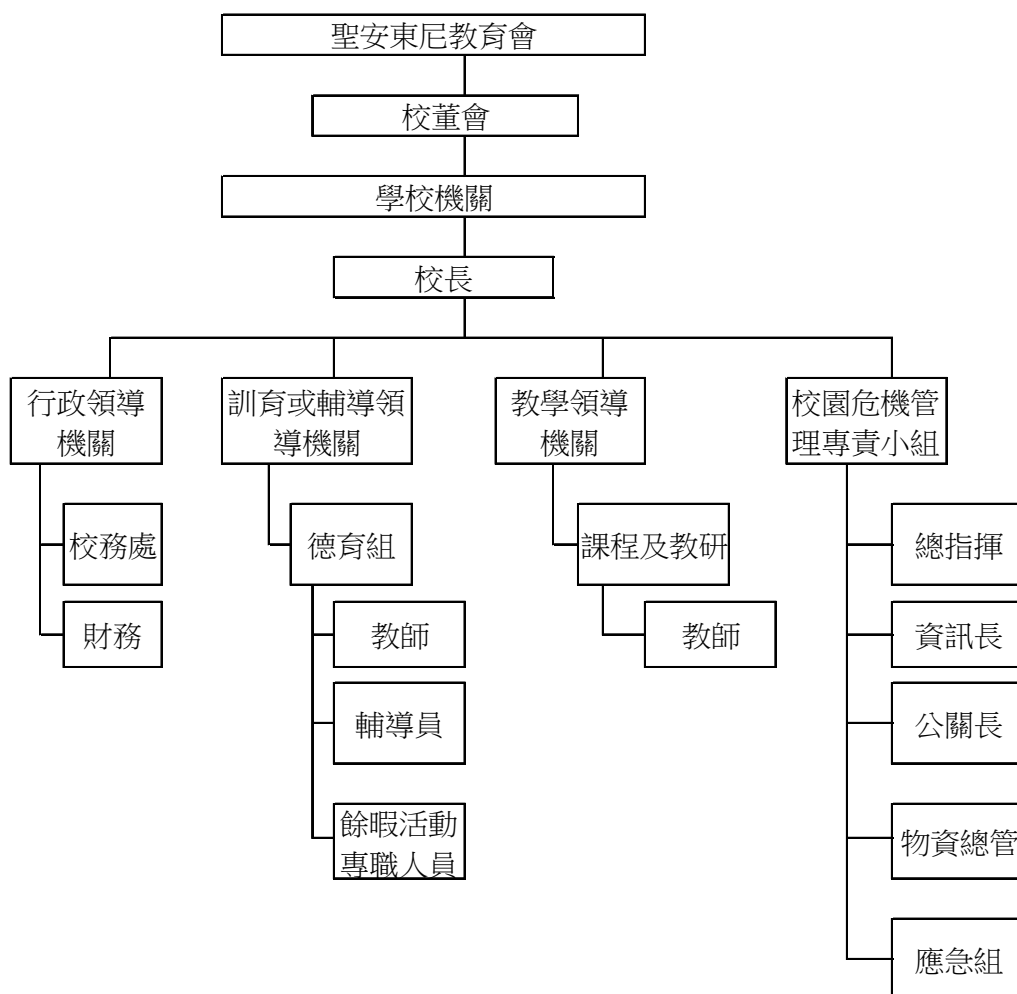 聖安東尼教育會
校董會
學校機關
校長
行政領導
機關
訓育或輔導領
導機關
教學領導
機關
校園危機管
理專責小組
校務處
財務
德育組
教師
輔導員
餘暇活動
專職人員
課程及教研
教師
總指揮
資訊長
公關長
物資總管
應急組